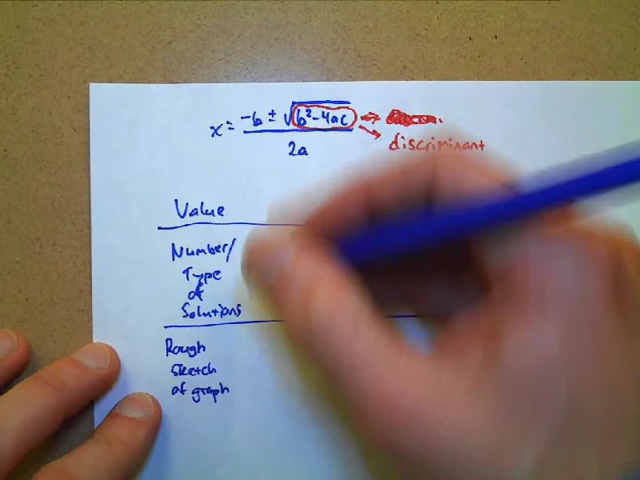 x = -b ± √b²-4ac / 2a
discriminant
Value
Number/
Type
of
Solutions
Rough
sketch
of graph